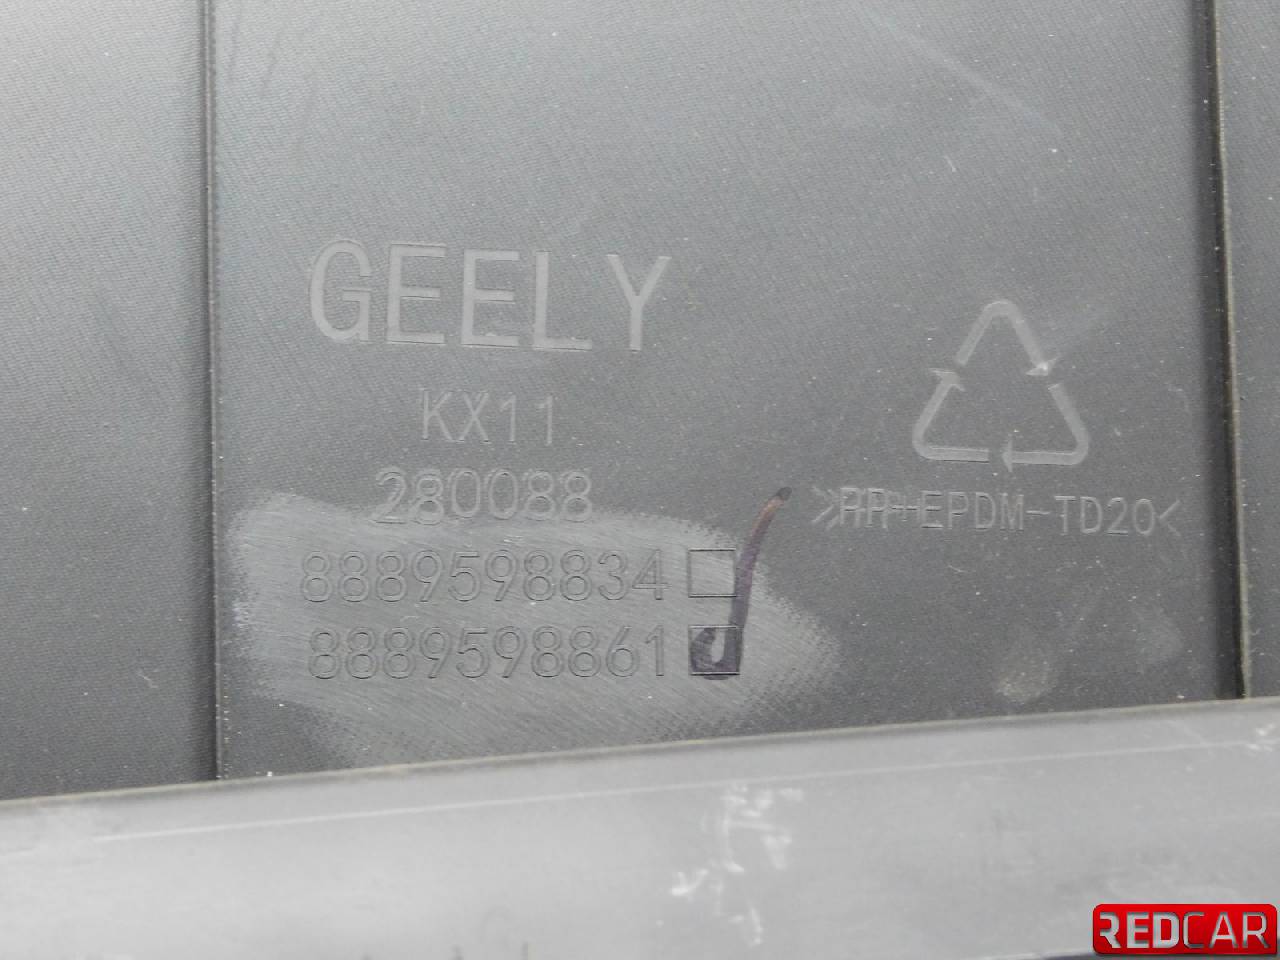 GEELY
KX11
280088
>PP+EPDM-TD20<
8889598834
8889598861
REDCAR